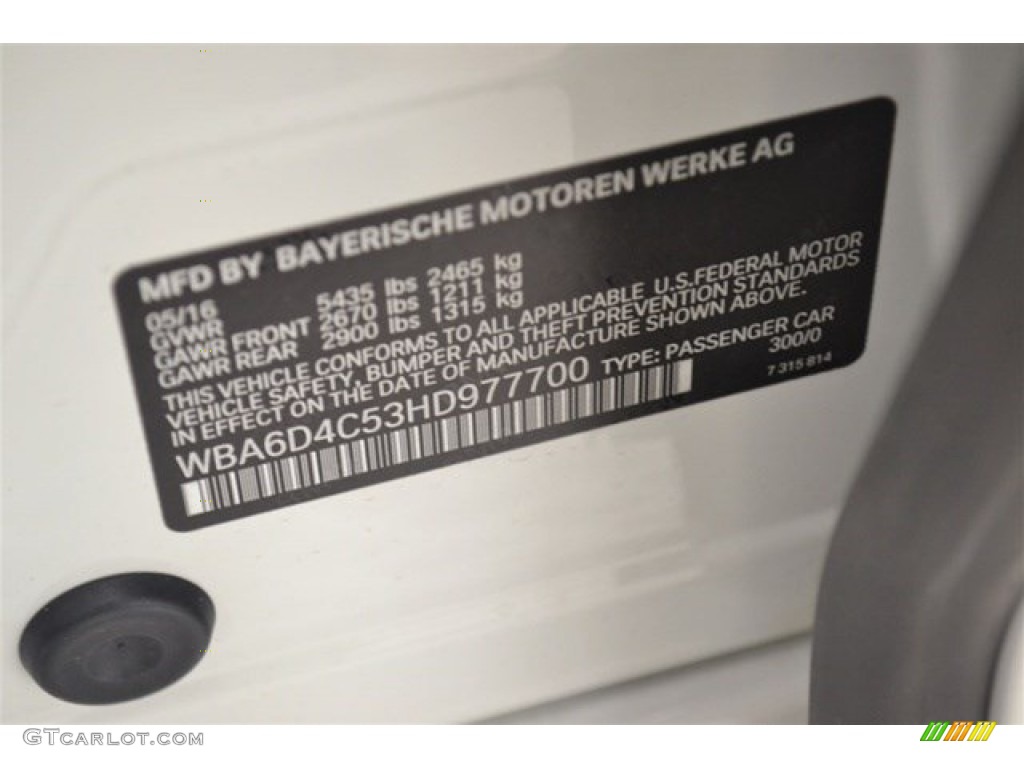 MFD BY BAYERISCHE MOTOREN WERKE AG
05/16
GVWR 5435 lbs 2465 kg
GAWR FRONT 2670 lbs 1211 kg
GAWR REAR 2900 lbs 1315 kg
THIS VEHICLE CONFORMS TO ALL APPLICABLE U.S.FEDERAL MOTOR
VEHICLE SAFETY, BUMPER AND THEFT PREVENTION STANDARDS
IN EFFECT ON THE DATE OF MANUFACTURE SHOWN ABOVE.
WBA6D4C53HD977700 TYPE: PASSENGER CAR
300/0
7 315 814
GTcarlot.com